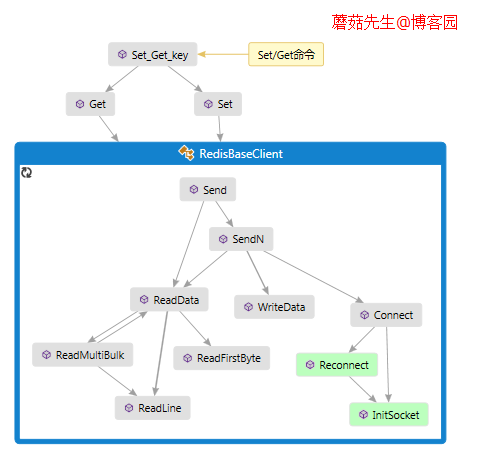 蘑菇先生@博客园
Set_Get_key
Set/Get命令
Get
Set
RedisBaseClient
Send
SendN
ReadData
WriteData
Connect
ReadMultiBulk
ReadFirstByte
Reconnect
ReadLine
InitSocket